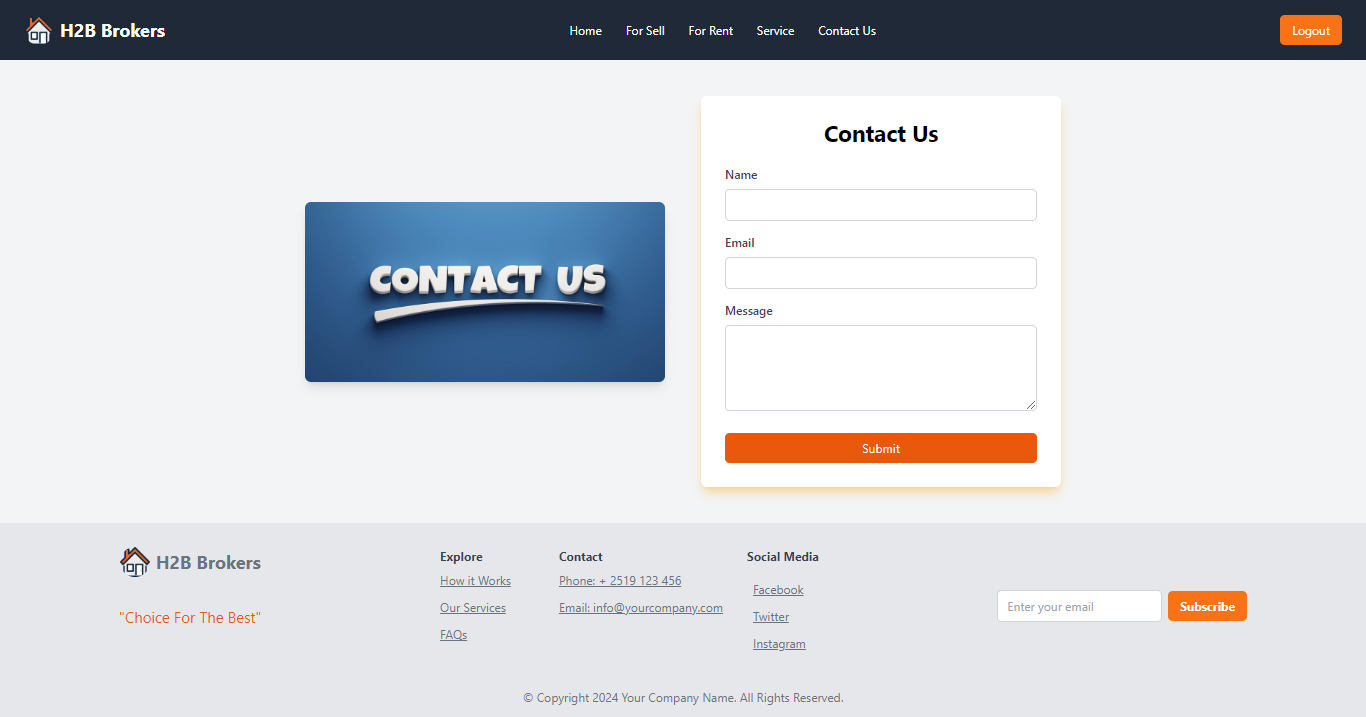 H2B Brokers
Home For Sell For Rent Service Contact Us
Logout
CONTACT US
Contact Us
Name
Email
Message
Submit
H2B Brokers
"Choice For The Best"
Explore
How it Works
Our Services
FAQs
Contact
Phone: + 2519 123 456
Email: info@yourcompany.com
Social Media
Facebook
Twitter
Instagram
Enter your email
Subscribe
© Copyright 2024 Your Company Name. All Rights Reserved.